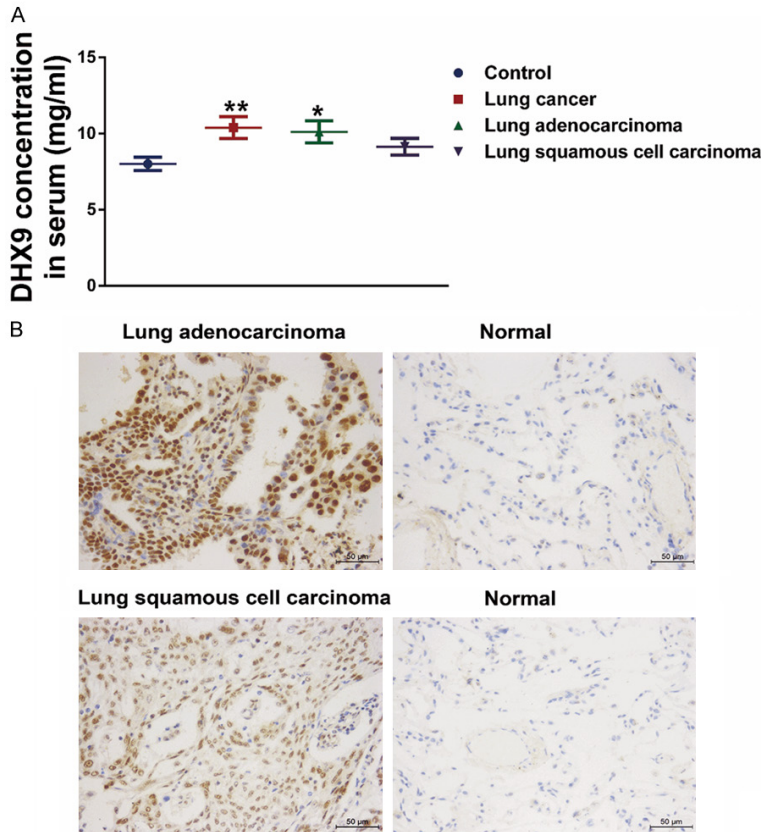 A
DHX9 concentration
in serum (mg/ml)
15
10
5
0
**
*
Control
Lung cancer
Lung adenocarcinoma
Lung squamous cell carcinoma
B
Lung adenocarcinoma
Normal
50 µm
50 µm
Lung squamous cell carcinoma
Normal
50 µm
50 µm